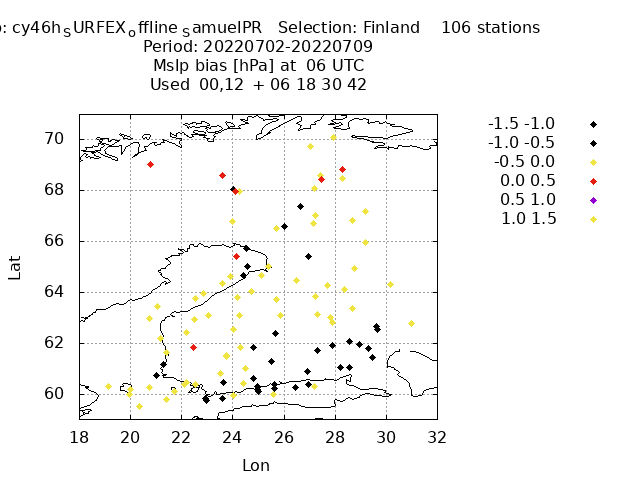 : cy46h_SURFEX_offline_SamuelPR Selection: Finland 106 stations
Period: 20220702-20220709
Mslp bias [hPa] at 06 UTC
Used 00,12 + 06 18 30 42
-1.5 -1.0
-1.0 -0.5
-0.5 0.0
0.0 0.5
0.5 1.0
1.0 1.5
70
68
66
64
62
60
Lat
18 20 22 24 26 28 30 32
Lon